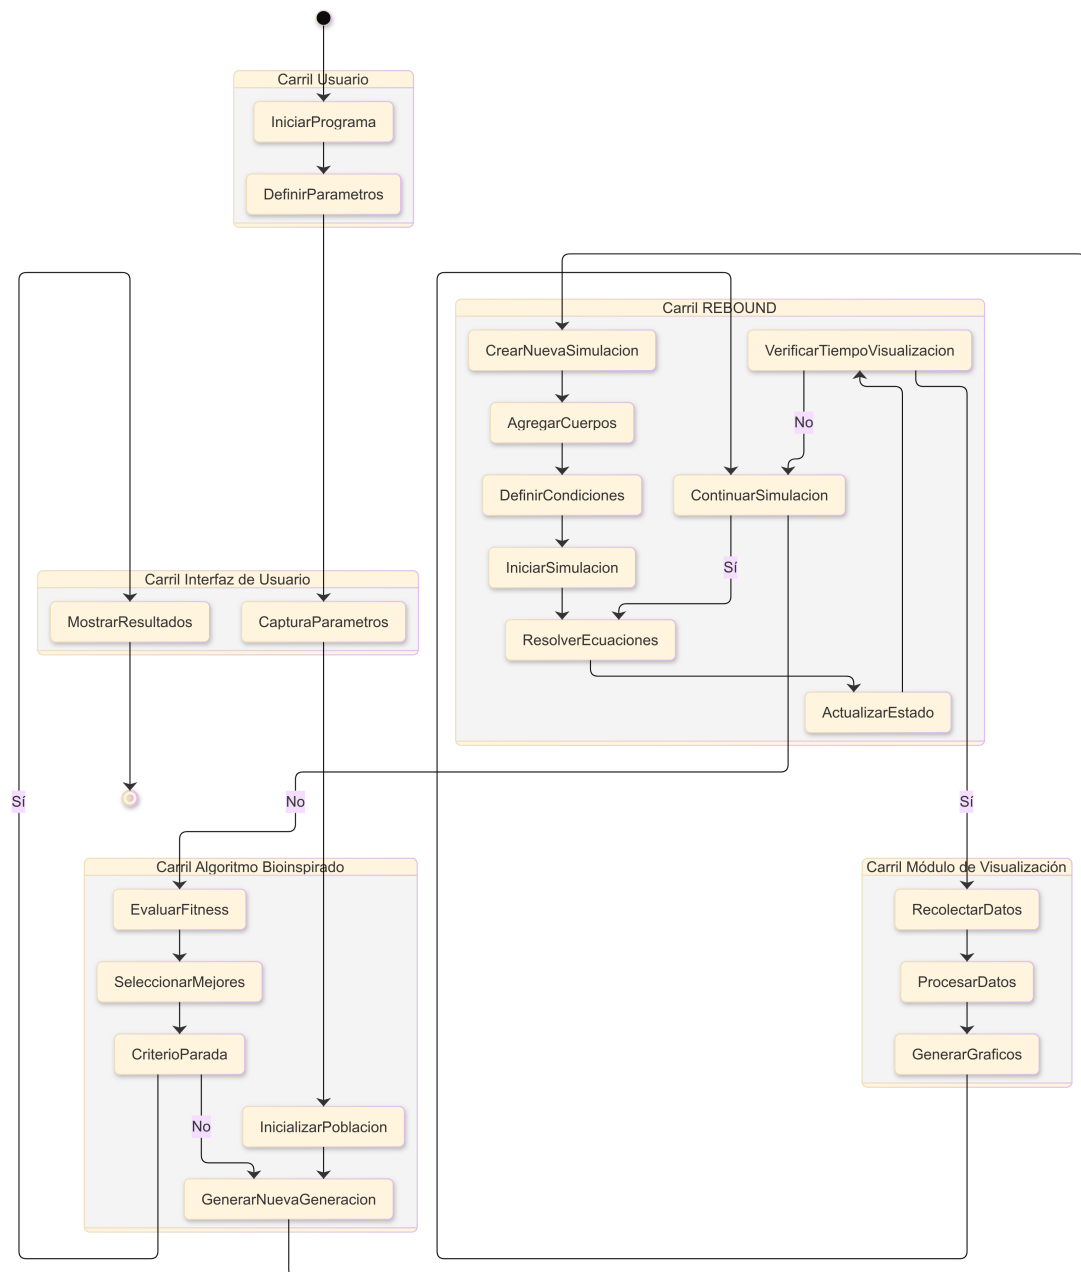 Carril Usuario
IniciarPrograma
DefinirParametros
Carril REBOUND
CrearNuevaSimulacion
VerificarTiempoVisualizacion
AgregarCuerpos
No
DefinirCondiciones
ContinuarSimulacion
IniciarSimulacion
Sí
Carril Interfaz de Usuario
MostrarResultados
CapturaParametros
ResolverEcuaciones
ActualizarEstado
Sí
No
Sí
Carril Algoritmo Bioinspirado
Carril Módulo de Visualización
EvaluarFitness
RecolectarDatos
SeleccionarMejores
ProcesarDatos
CriterioParada
GenerarGraficos
No
InicializarPoblacion
GenerarNuevaGeneracion